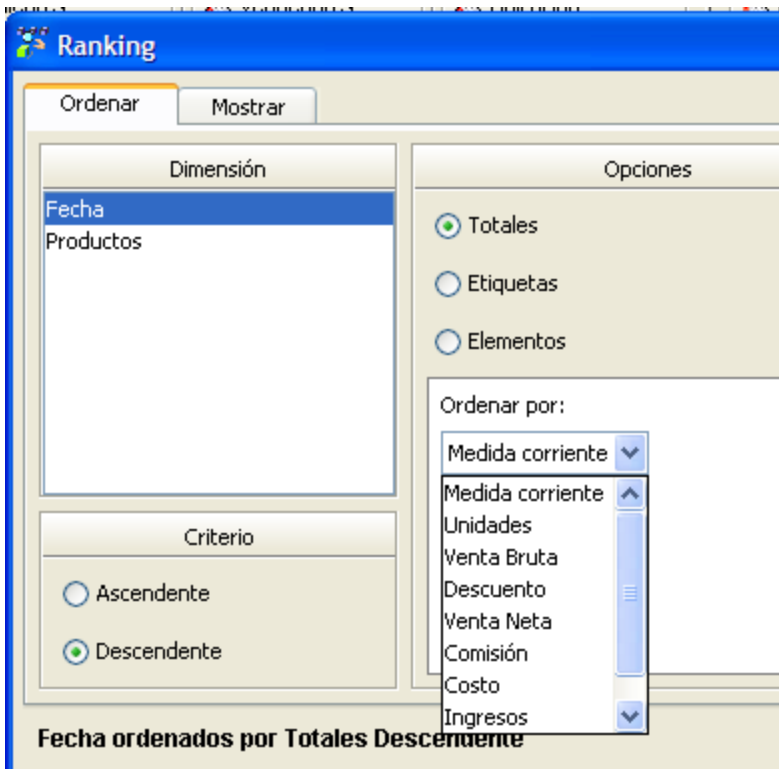 Ranking
Ordenar
Mostrar
Dimensión
Fecha
Productos
Opciones
Totales
Etiquetas
Elementos
Ordenar por:
Medida corriente
Medida corriente
Unidades
Venta Bruta
Descuento
Venta Neta
Comisión
Costo
Ingresos
Criterio
Ascendente
Descendente
Fecha ordenados por Totales Descendente